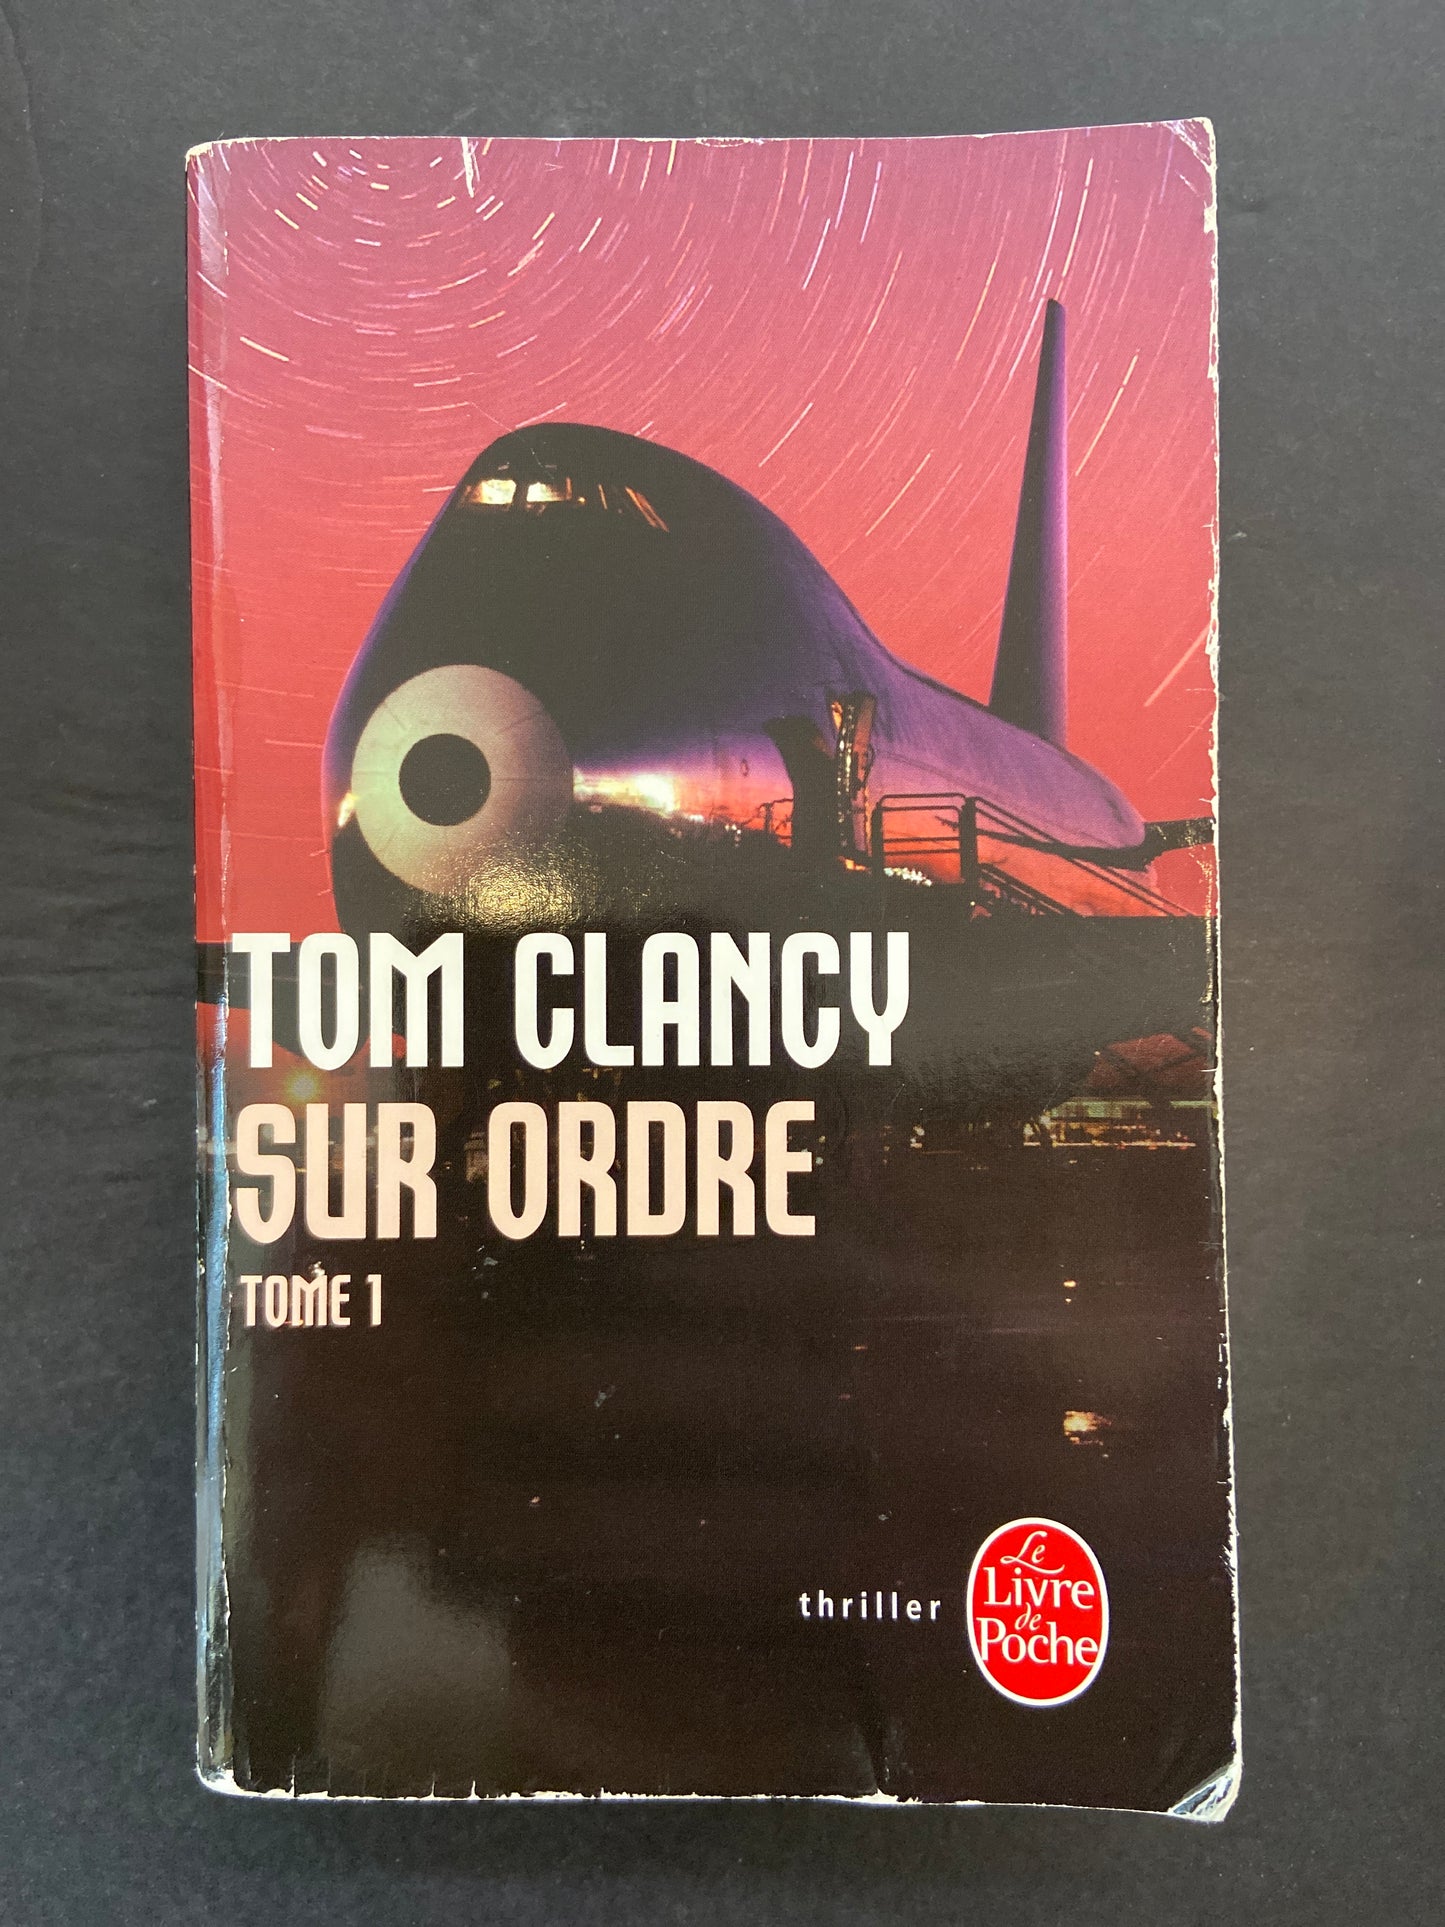 TOM CLANCY
SUR ORDRE
TOME 1
thriller
Le
Livre
de
Poche